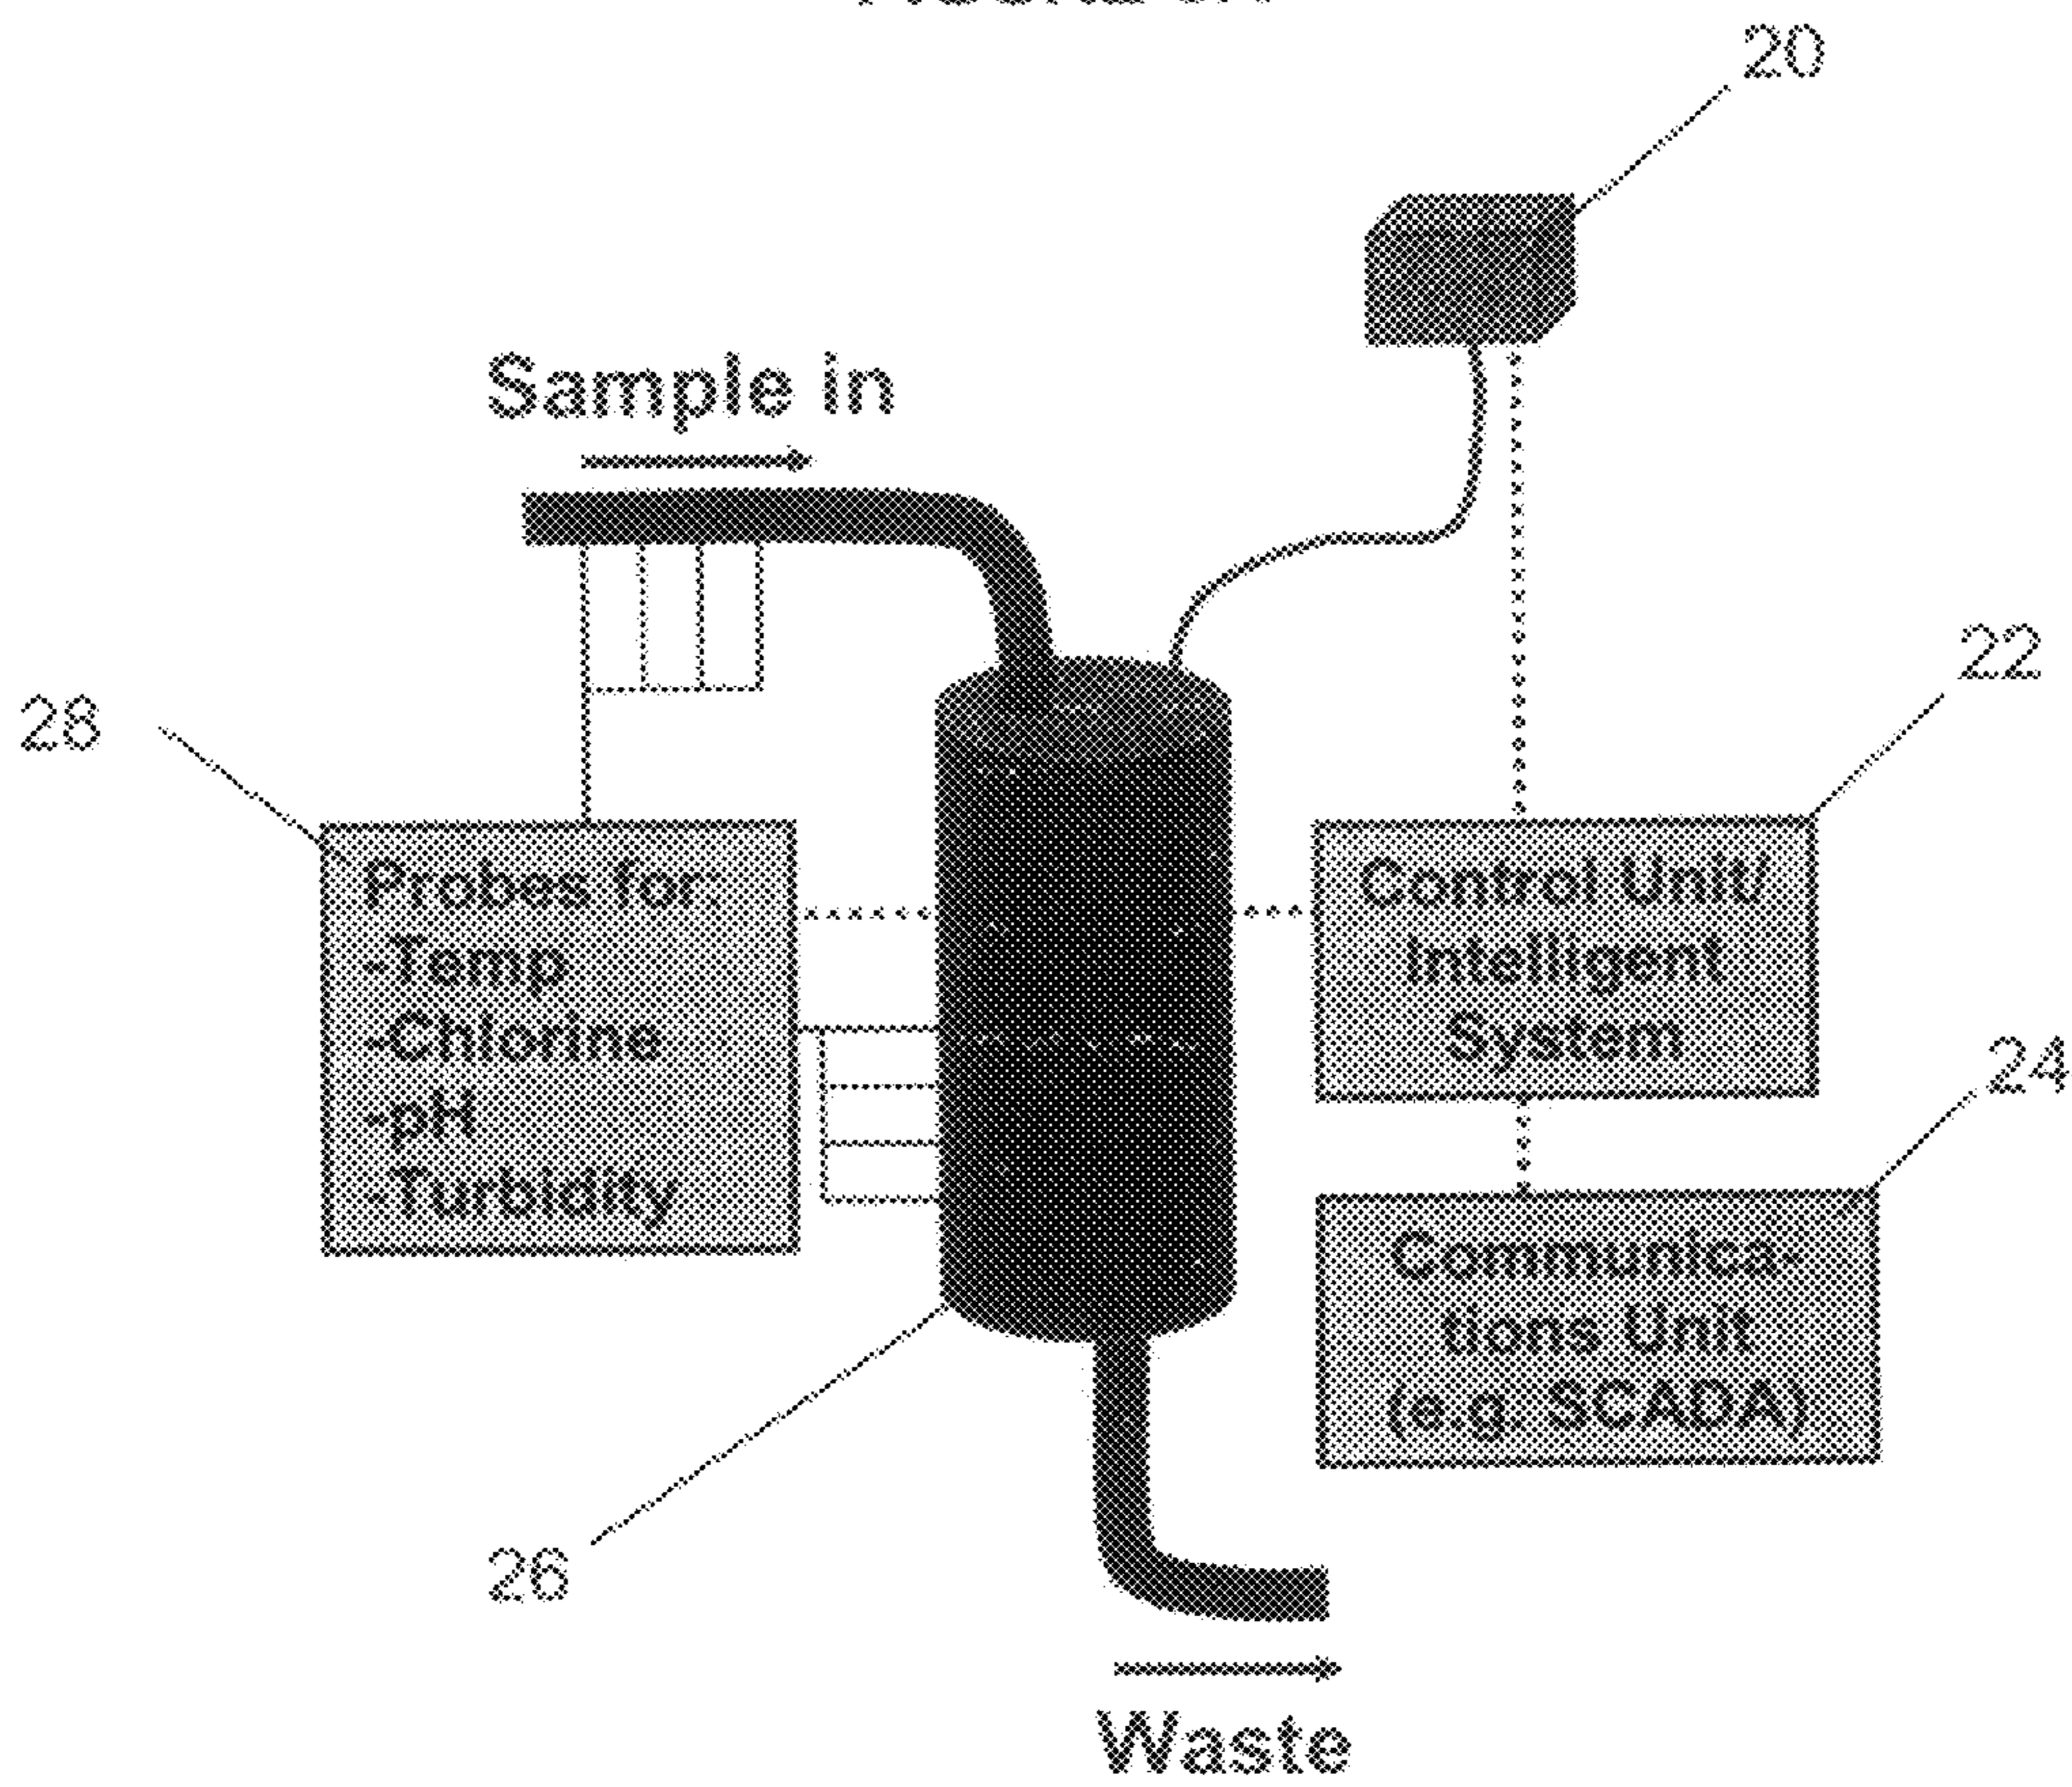 20
Sample in
22
28
Probes for:
-Temp
-Chlorine
-pH
-Turbidity
Control Unit/
Intelligent
System
24
Communica-
tions Unit
(e.g. SCADA)
26
Waste